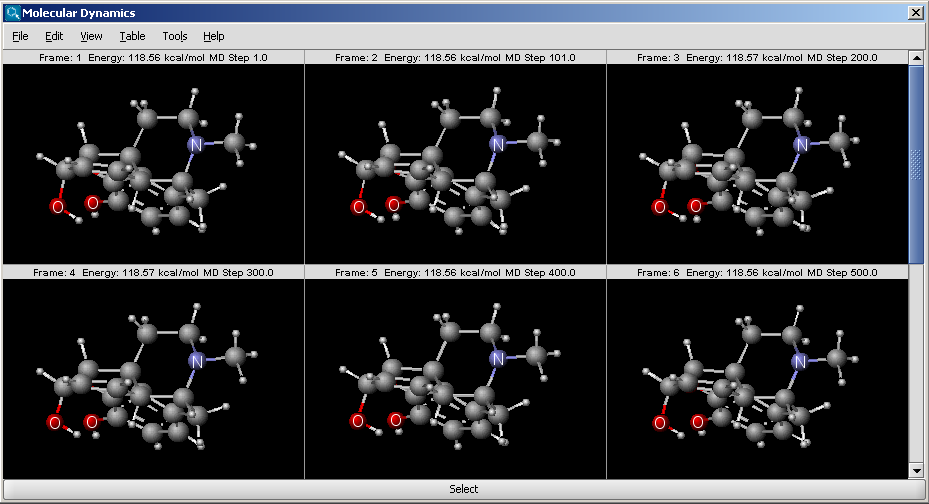 Molecular Dynamics
File Edit View Table Tools Help
Frame: 1 Energy: 118.56 kcal/mol MD Step 1.0
Frame: 2 Energy: 118.56 kcal/mol MD Step 101.0
Frame: 3 Energy: 118.57 kcal/mol MD Step 200.0
N
O O
N
O O
N
O O
Frame: 4 Energy: 118.57 kcal/mol MD Step 300.0
Frame: 5 Energy: 118.56 kcal/mol MD Step 400.0
Frame: 6 Energy: 118.56 kcal/mol MD Step 500.0
N
O O
N
O O
N
O O
Select